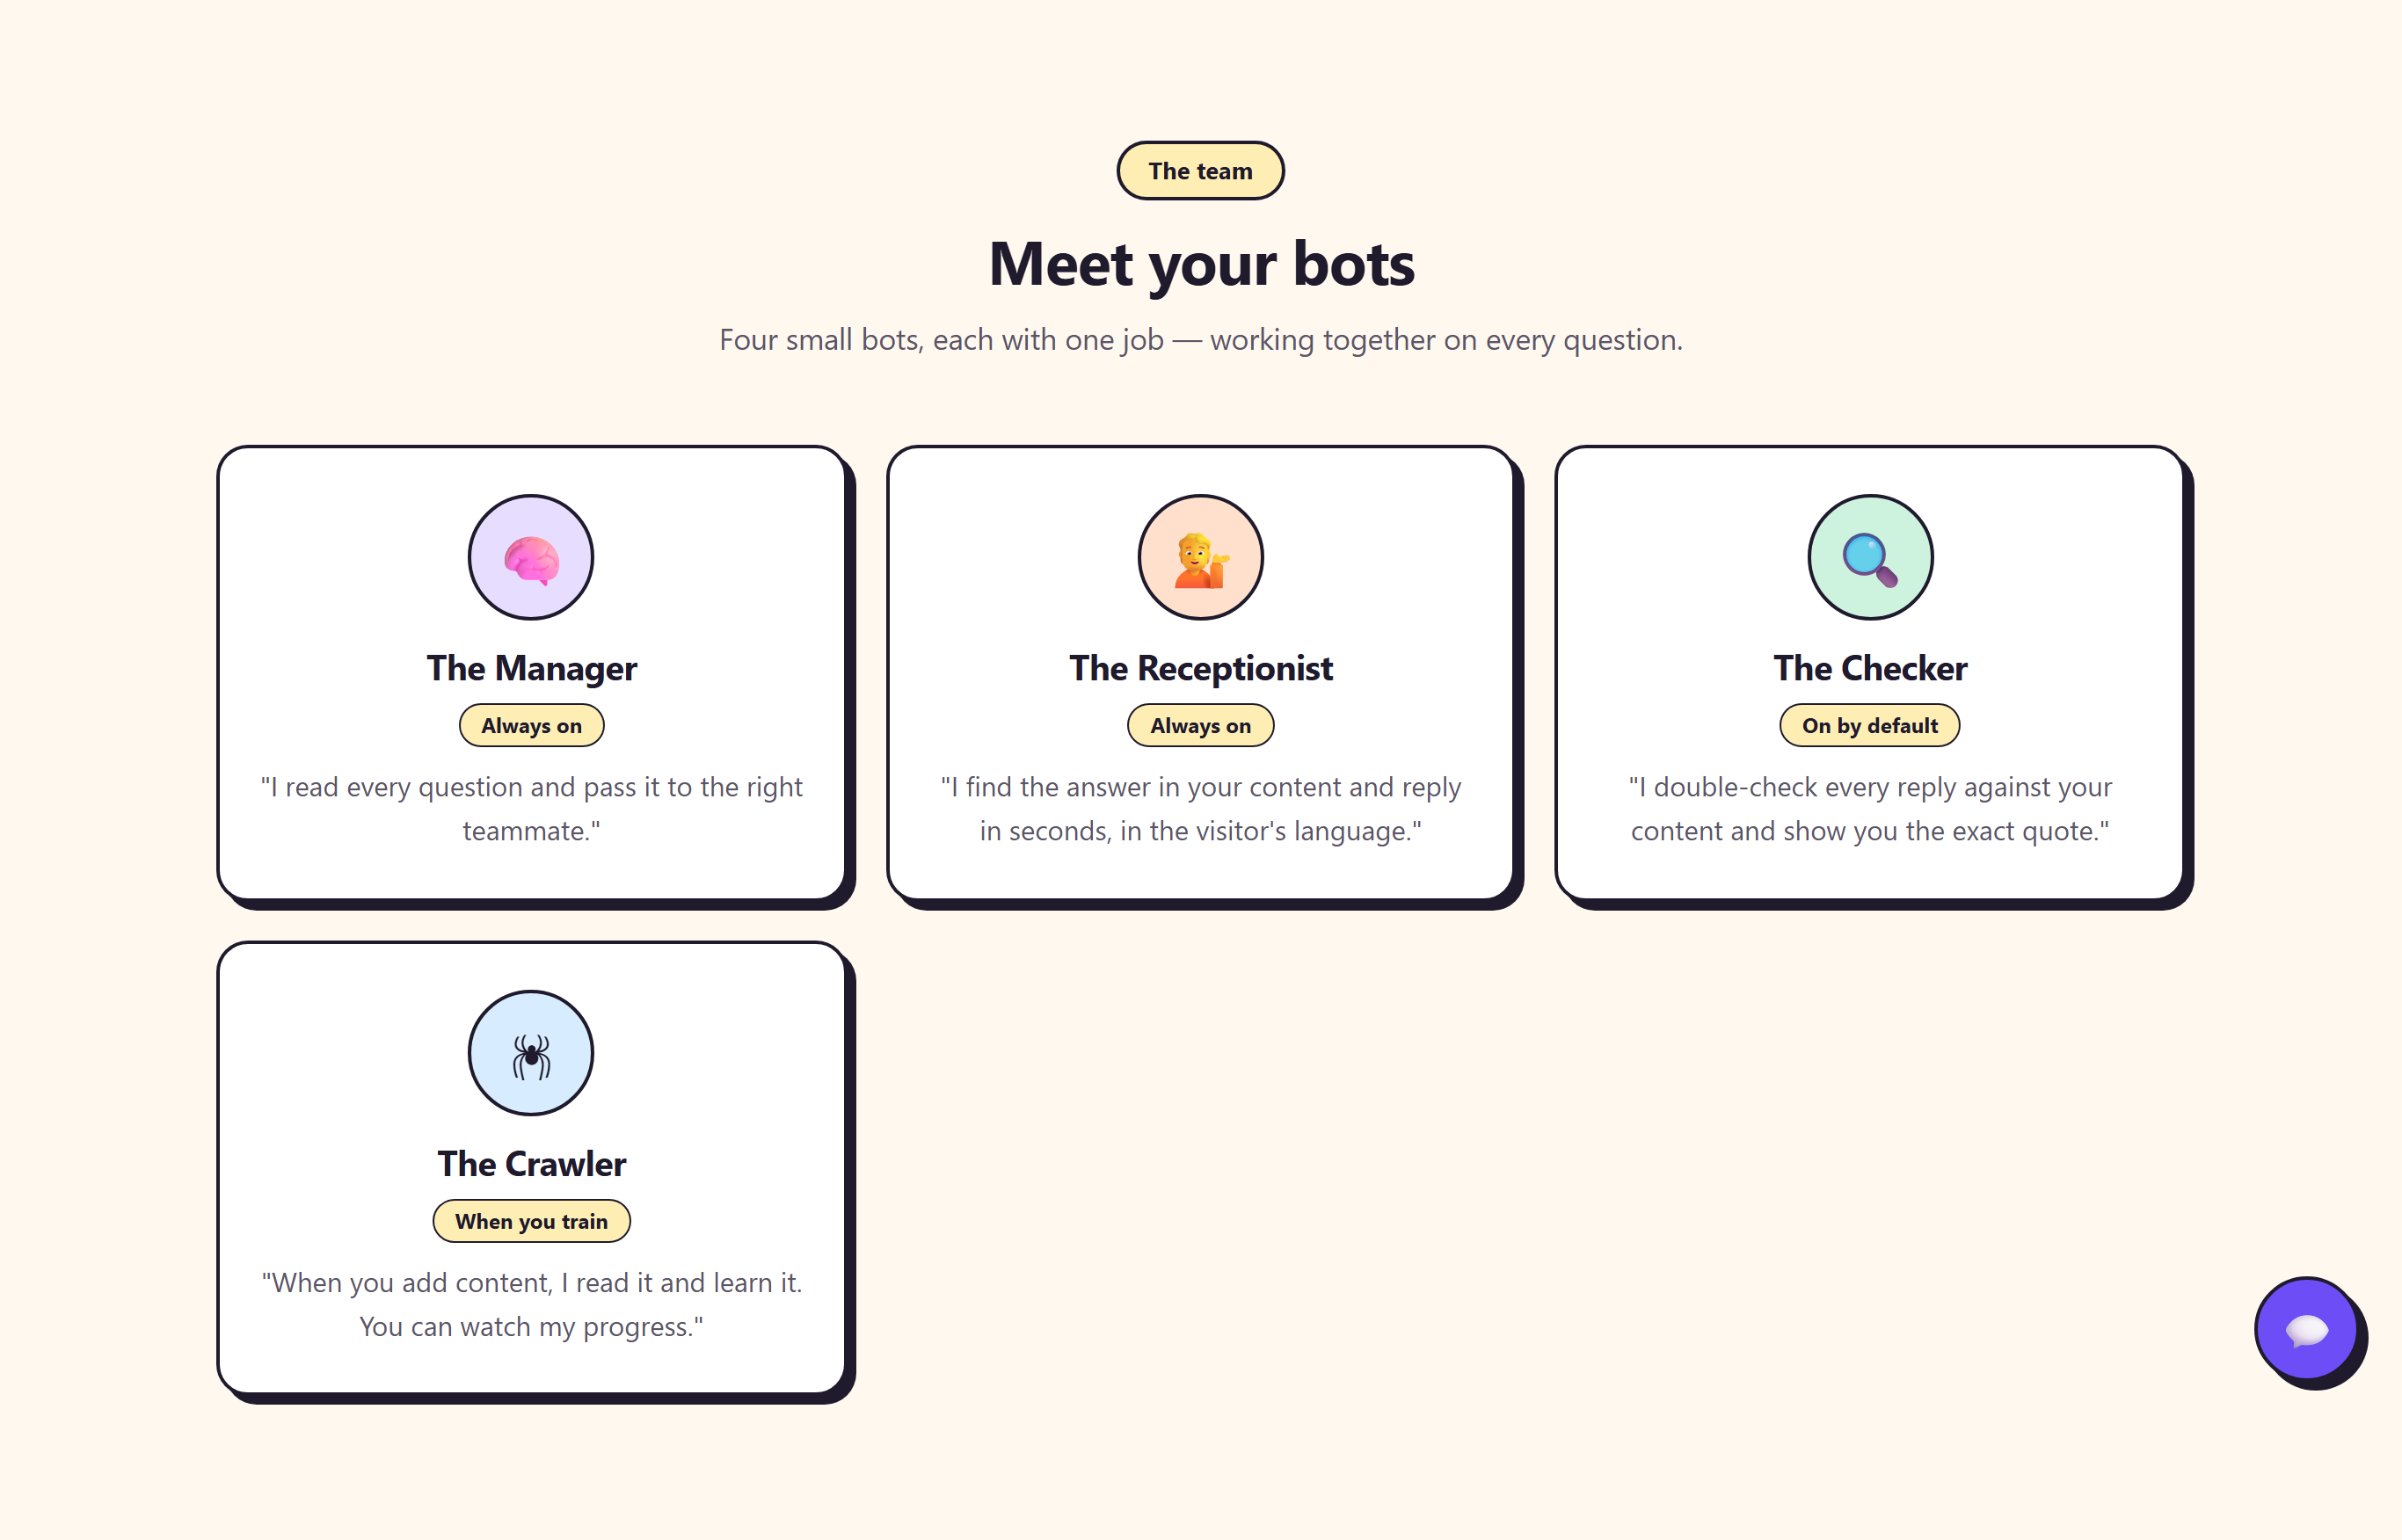 The team
Meet your bots
Four small bots, each with one job — working together on every question.
The Manager
Always on
"I read every question and pass it to the right
teammate."
The Receptionist
Always on
"I find the answer in your content and reply
in seconds, in the visitor's language."
The Checker
On by default
"I double-check every reply against your
content and show you the exact quote."
The Crawler
When you train
"When you add content, I read it and learn it.
You can watch my progress."